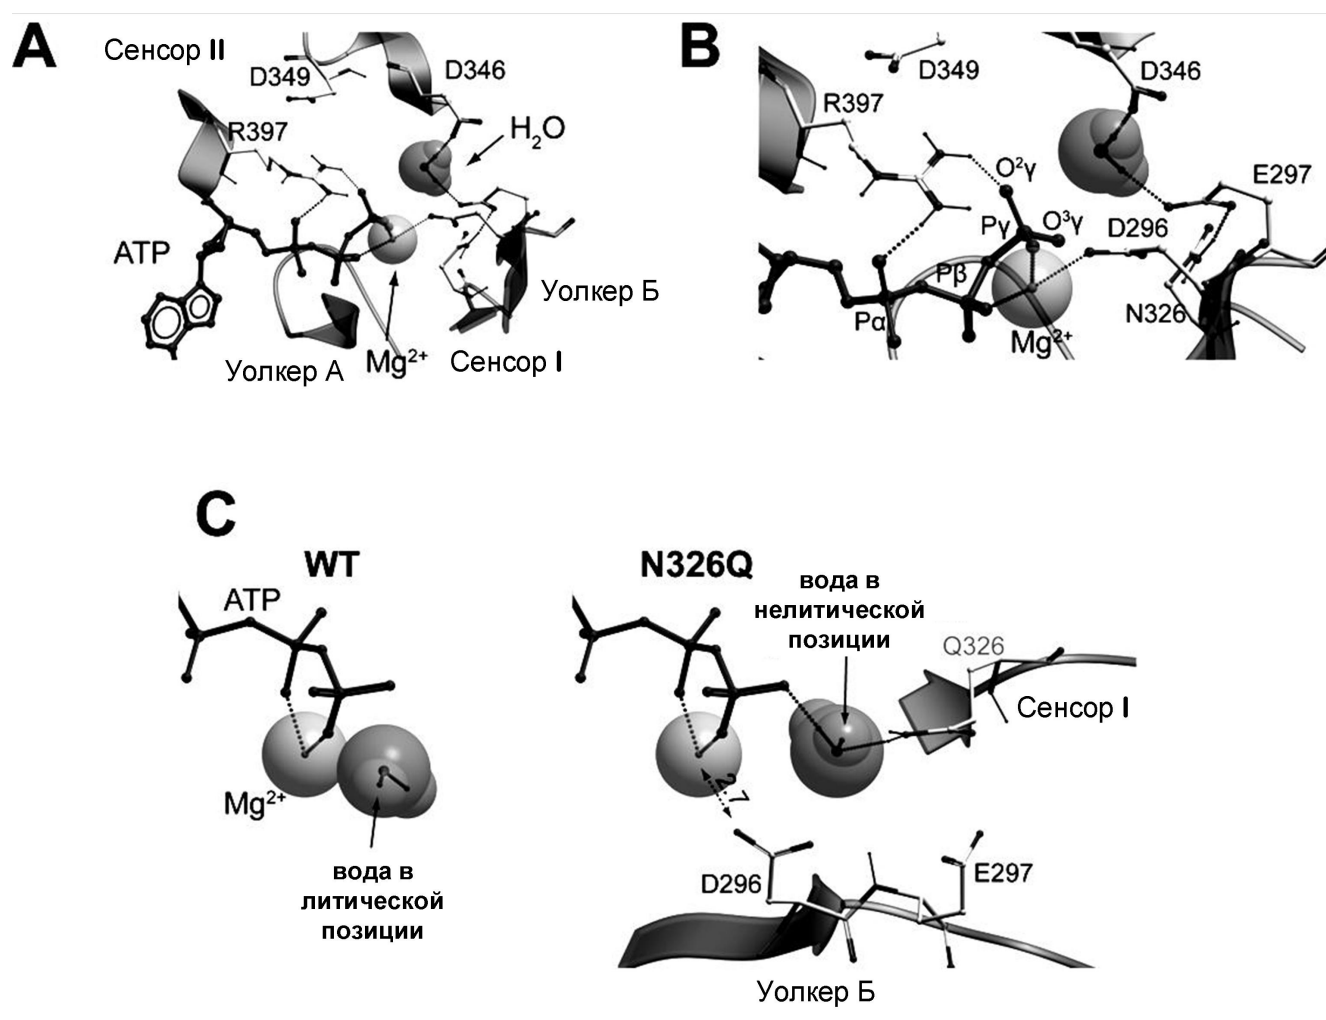 A
Сенсор II
D349
D346
R397
H2O
ATP
Уолкер Б
Уолкер А
Mg2+
Сенсор I
B
D349
D346
R397
O2γ
E297
Pγ
O3γ
D296
Pβ
Pα
N326
Mg2+
C
WT
ATP
Mg2+
вода в
литической
позиции
N326Q
вода в
нелитической
позиции
Q326
Сенсор I
2.7
D296
E297
Уолкер Б